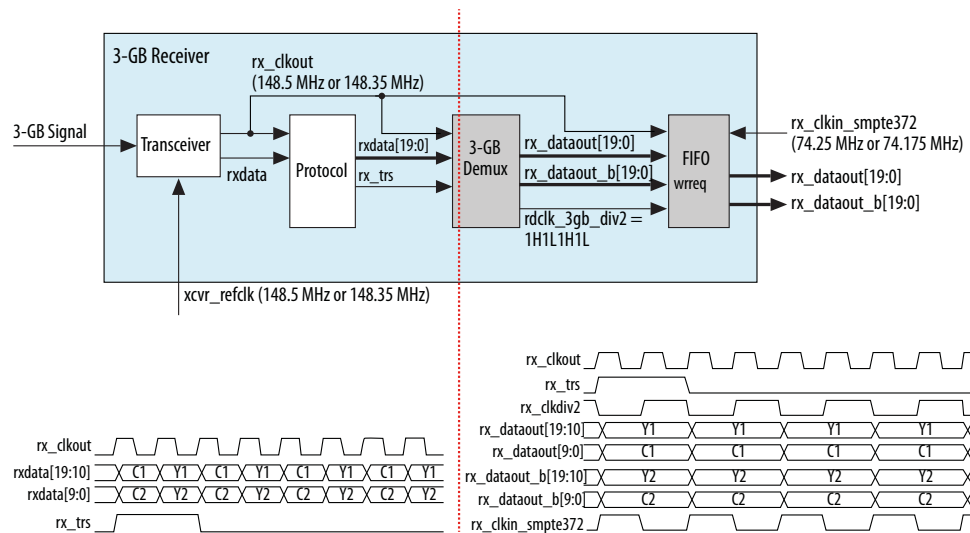 3-GB Receiver
rx_clkout
(148.5 MHz or 148.35 MHz)
3-GB Signal
Transceiver
rxdata
Protocol
rxdata[19:0]
rx_trs
3-GB
Demux
rx_dataout[19:0]
rx_dataout_b[19:0]
rdclk_3gb_div2 =
1H1L1H1L
FIFO
wrreq
rx_clkin_smpte372
(74.25 MHz or 74.175 MHz)
rx_dataout[19:0]
rx_dataout_b[19:0]
xcvr_refclk (148.5 MHz or 148.35 MHz)
rx_clkout
rxdata[19:10] C1 Y1 C1 Y1 C1 Y1 C1 Y1
rxdata[9:0] C2 Y2 C2 Y2 C2 Y2 C2 Y2
rx_trs
rx_clkout
rx_trs
rx_clkdiv2
rx_dataout[19:10] Y1 Y1 Y1 Y1
rx_dataout[9:0] C1 C1 C1 C1
rx_dataout_b[19:10] Y2 Y2 Y2 Y2
rx_dataout_b[9:0] C2 C2 C2 C2
rx_clkin_smpte372